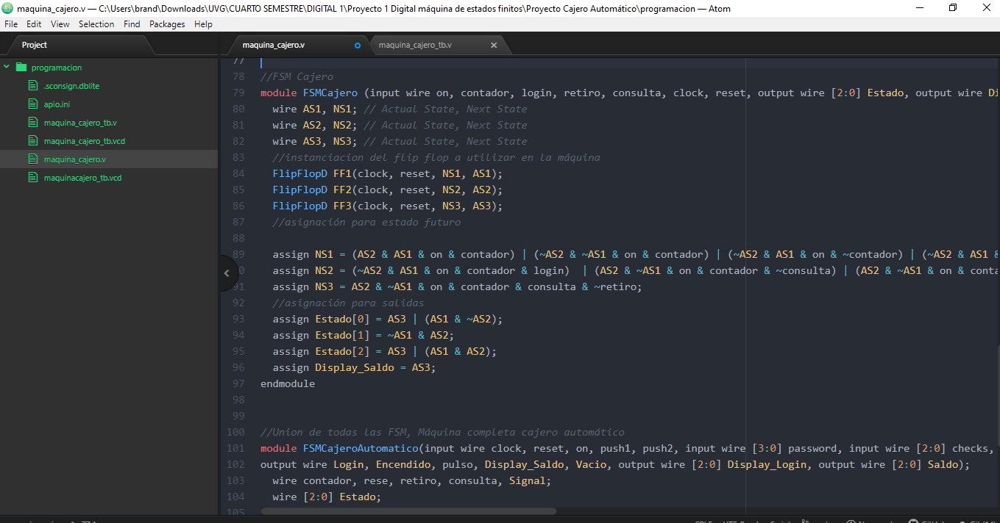 maquina_cajero.v — C:\Users\brand\Downloads\UVG\CUARTO SEMESTRE\DIGITAL 1\Proyecto 1 Digital máquina de estados finitos\Proyecto Cajero Automático\programacion — Atom
File Edit View Selection Find Packages Help
Project
maquina_cajero.v
maquina_cajero_tb.v
programacion
.sconsign.dblite
apio.ini
maquina_cajero_tb.v
maquina_cajero_tb.vcd
maquina_cajero.v
maquinacajero_tb.vcd
77
78 //FSM Cajero
79 module FSMCajero (input wire on, contador, login, retiro, consulta, clock, reset, output wire [2:0] Estado, output wire Di
80 wire AS1, NS1; // Actual State, Next State
81 wire AS2, NS2; // Actual State, Next State
82 wire AS3, NS3; // Actual State, Next State
83 //instanciacion del flip flop a utilizar en la máquina
84 FlipFlopD FF1(clock, reset, NS1, AS1);
85 FlipFlopD FF2(clock, reset, NS2, AS2);
86 FlipFlopD FF3(clock, reset, NS3, AS3);
87 //asignación para estado futuro
88
89 assign NS1 = (AS2 & AS1 & on & contador) | (~AS2 & ~AS1 & on & contador) | (~AS2 & AS1 & on & ~contador) | (~AS2 & AS1 &
0 assign NS2 = (~AS2 & AS1 & on & contador & login) | (AS2 & ~AS1 & on & contador & ~consulta) | (AS2 & ~AS1 & on & conta
91 assign NS3 = AS2 & ~AS1 & on & contador & consulta & ~retiro;
92 //asignación para salidas
93 assign Estado[0] = AS3 | (AS1 & ~AS2);
94 assign Estado[1] = ~AS1 & AS2;
95 assign Estado[2] = AS3 | (AS1 & AS2);
96 assign Display_Saldo = AS3;
97 endmodule
98
99
100 //Union de todas las FSM, Máquina completa cajero automático
101 module FSMCajeroAutomatico(input wire clock, reset, on, push1, push2, input wire [3:0] password, input wire [2:0] checks,
102 output wire Login, Encendido, pulso, Display_Saldo, Vacio, output wire [2:0] Display_Login, output wire [2:0] Saldo);
103 wire contador, rese, retiro, consulta, Signal;
104 wire [2:0] Estado;
105